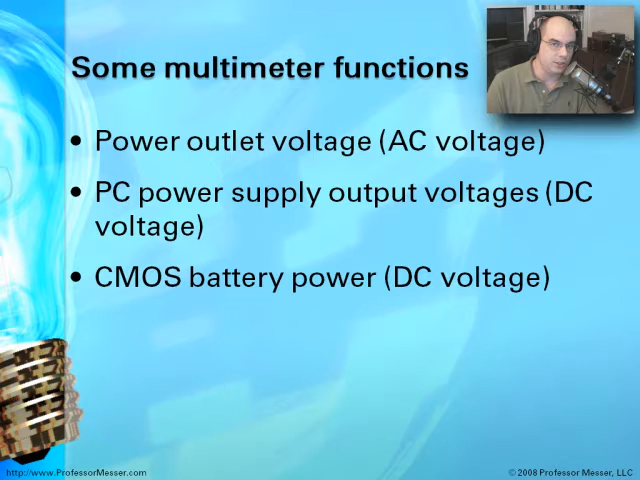 Some multimeter functions
• Power outlet voltage (AC voltage)
• PC power supply output voltages (DC
voltage)
• CMOS battery power (DC voltage)
http://www.ProfessorMesser.com
© 2008 Professor Messer, LLC